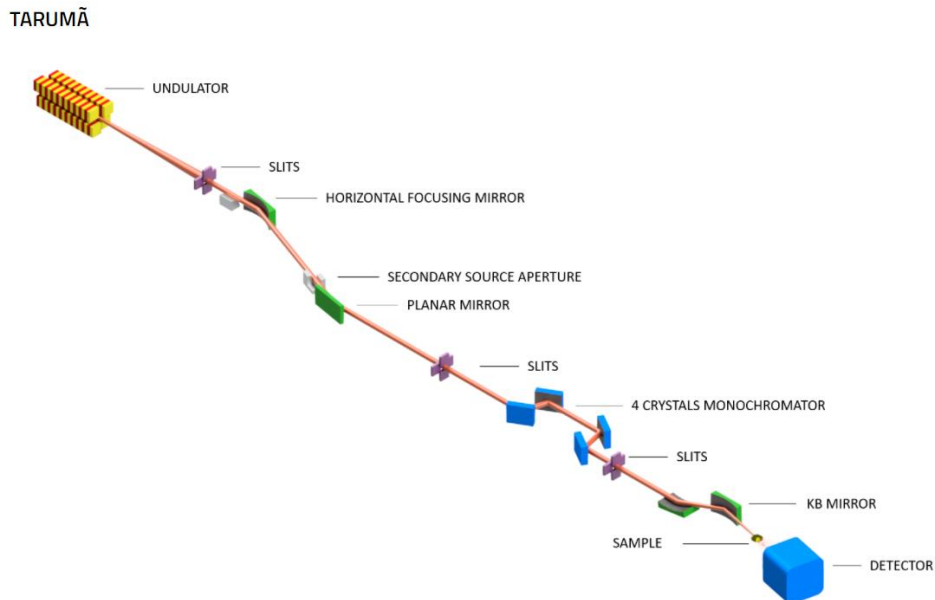 TARUMÃ
UNDULATOR
SLITS
HORIZONTAL FOCUSING MIRROR
SECONDARY SOURCE APERTURE
PLANAR MIRROR
SLITS
4 CRYSTALS MONOCHROMATOR
SLITS
KB MIRROR
SAMPLE
DETECTOR